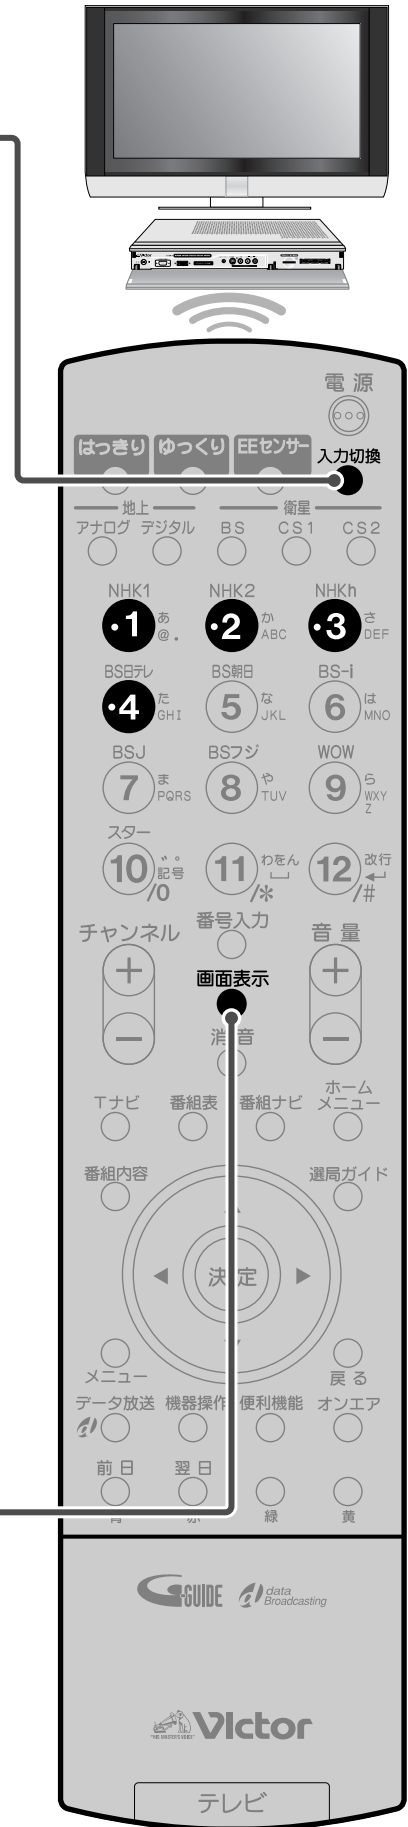 Victor
電源
はっきり ゆっくり EEセンサー
入力切換
地上 衛星
アナログ デジタル BS CS1 CS2
NHK1 NHK2 NHKh
・1 あ @. ・2 か ABC ・3 さ DEF
BS日テレ BS朝日 BS-i
・4 た GHI 5 な JKL 6 は MNO
BSJ BSフジ WOW
7 ま PQRS 8 や TUV 9 ら WXYZ
スター
10/0 ゛゜ 記号 11/* わをん 12/# 改行
チャンネル 番号入力 音量
+ +
画面表示
− −
消音
Tナビ 番組表 番組ナビ ホームメニュー
番組内容 選局ガイド
決定
メニュー 戻る
データ放送 機器操作 便利機能 オンエア
d
前日 翌日
青 赤 緑 黄
G-GUIDE d data Broadcasting
"HIS MASTER'S VOICE" Victor
テレビ